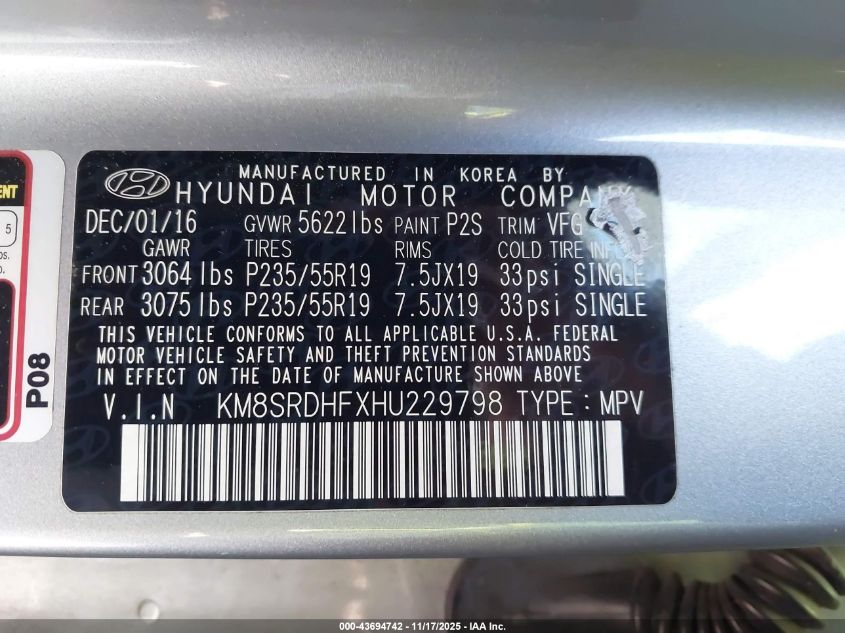 MANUFACTURED IN KOREA BY
HYUNDAI MOTOR COMPANY
DEC/01/16 GVWR 5622lbs PAINT P2S TRIM VFG
GAWR TIRES RIMS COLD TIRE INFL
FRONT 3064lbs P235/55R19 7.5JX19 33psi SINGLE
REAR 3075lbs P235/55R19 7.5JX19 33psi SINGLE
THIS VEHICLE CONFORMS TO ALL APPLICABLE U.S.A. FEDERAL
MOTOR VEHICLE SAFETY AND THEFT PREVENTION STANDARDS
IN EFFECT ON THE DATE OF MANUFACTURE SHOWN ABOVE
V.I.N KM8SRDHFXHU229798 TYPE : MPV
5
P08
000-43694742 - 11/17/2025 - IAA Inc.